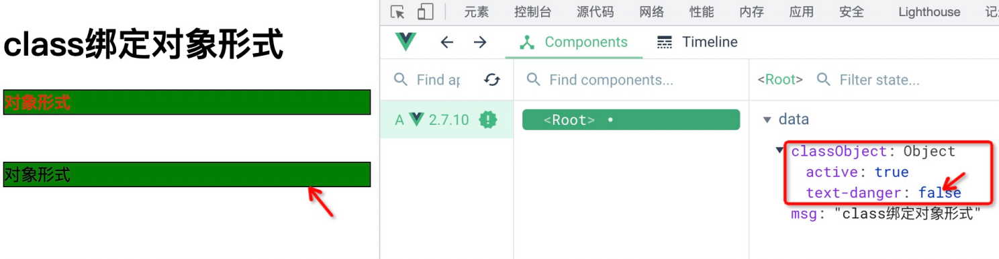 class绑定对象形式
对象形式
对象形式
元素 控制台 源代码 网络 性能 内存 应用 安全 Lighthouse
Components Timeline
Find ap
Find components...
<Root> Filter state...
A 2.7.10
<Root>
data
classObject: Object
active: true
text-danger: false
msg: "class绑定对象形式"